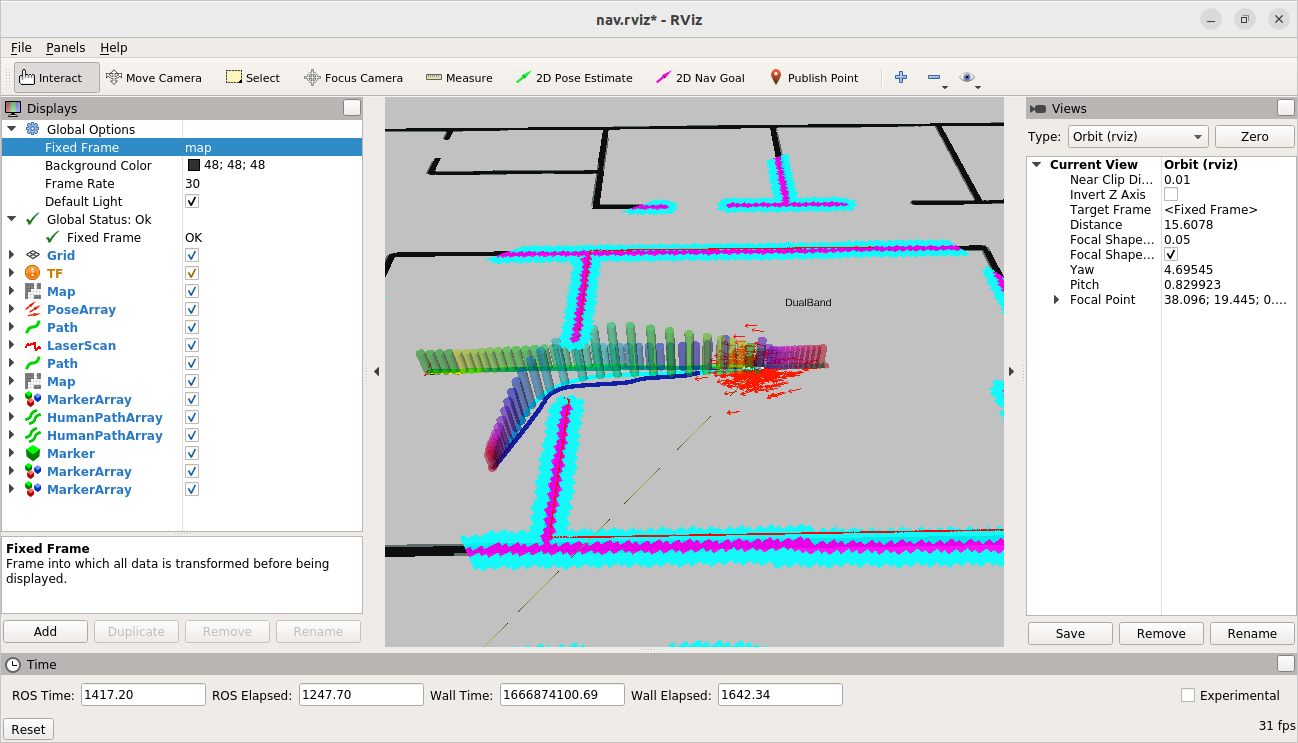 nav.rviz* - RViz
File Panels Help
Interact Move Camera Select Focus Camera Measure 2D Pose Estimate 2D Nav Goal Publish Point
Displays
Global Options
Fixed Frame map
Background Color 48; 48; 48
Frame Rate 30
Default Light
Global Status: Ok
Fixed Frame OK
Grid
TF
Map
PoseArray
Path
LaserScan
Path
Map
MarkerArray
HumanPathArray
HumanPathArray
Marker
MarkerArray
MarkerArray
Fixed Frame
Frame into which all data is transformed before being
displayed.
Add Duplicate Remove Rename
DualBand
Views
Type: Orbit (rviz) Zero
Current View Orbit (rviz)
Near Clip Di... 0.01
Invert Z Axis
Target Frame <Fixed Frame>
Distance 15.6078
Focal Shape... 0.05
Focal Shape...
Yaw 4.69545
Pitch 0.829923
Focal Point 38.096; 19.445; 0....
Save Remove Rename
Time
ROS Time: 1417.20 ROS Elapsed: 1247.70 Wall Time: 1666874100.69 Wall Elapsed: 1642.34 Experimental
Reset 31 fps